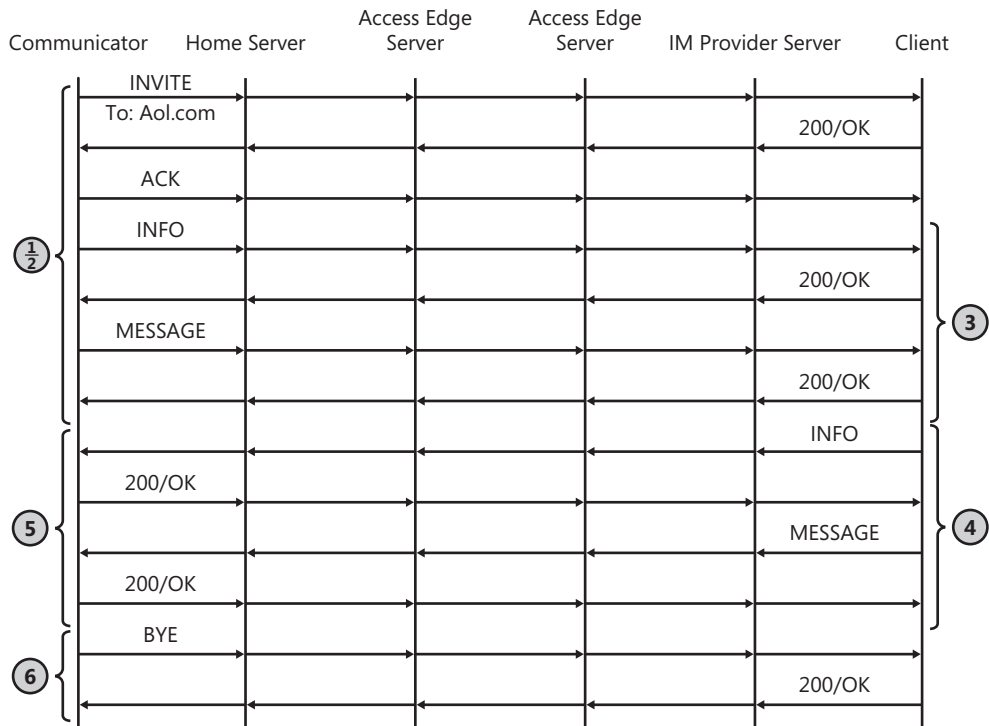 Access Edge Access Edge
Communicator Home Server Server Server IM Provider Server Client
INVITE
To: Aol.com
200/OK
ACK
INFO
1
2
200/OK
3
MESSAGE
200/OK
INFO
200/OK
5
4
MESSAGE
200/OK
BYE
6
200/OK